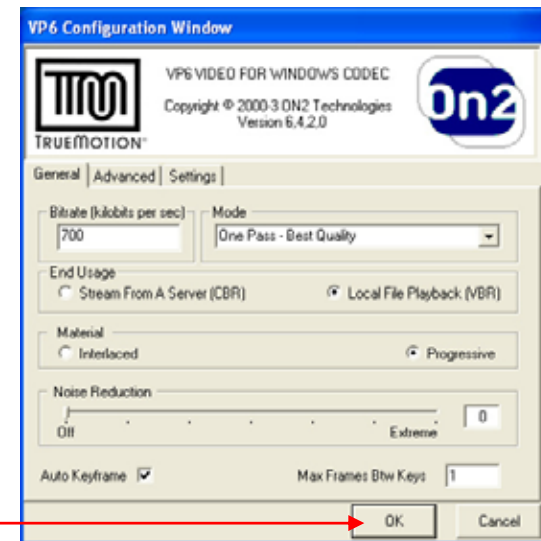 VP6 Configuration Window
VP6 VIDEO FOR WINDOWS CODEC
Copyright © 2000-3 ON2 Technologies
Version 6,4,2,0
TM
TRUEMOTION™
On2
General Advanced Settings
Bitrate (kilobits per sec) Mode
700 One Pass - Best Quality
End Usage
Stream From A Server (CBR) Local File Playback (VBR)
Material
Interlaced Progressive
Noise Reduction
0
Off Extreme
Auto Keyframe Max Frames Btw Keys 1
OK Cancel